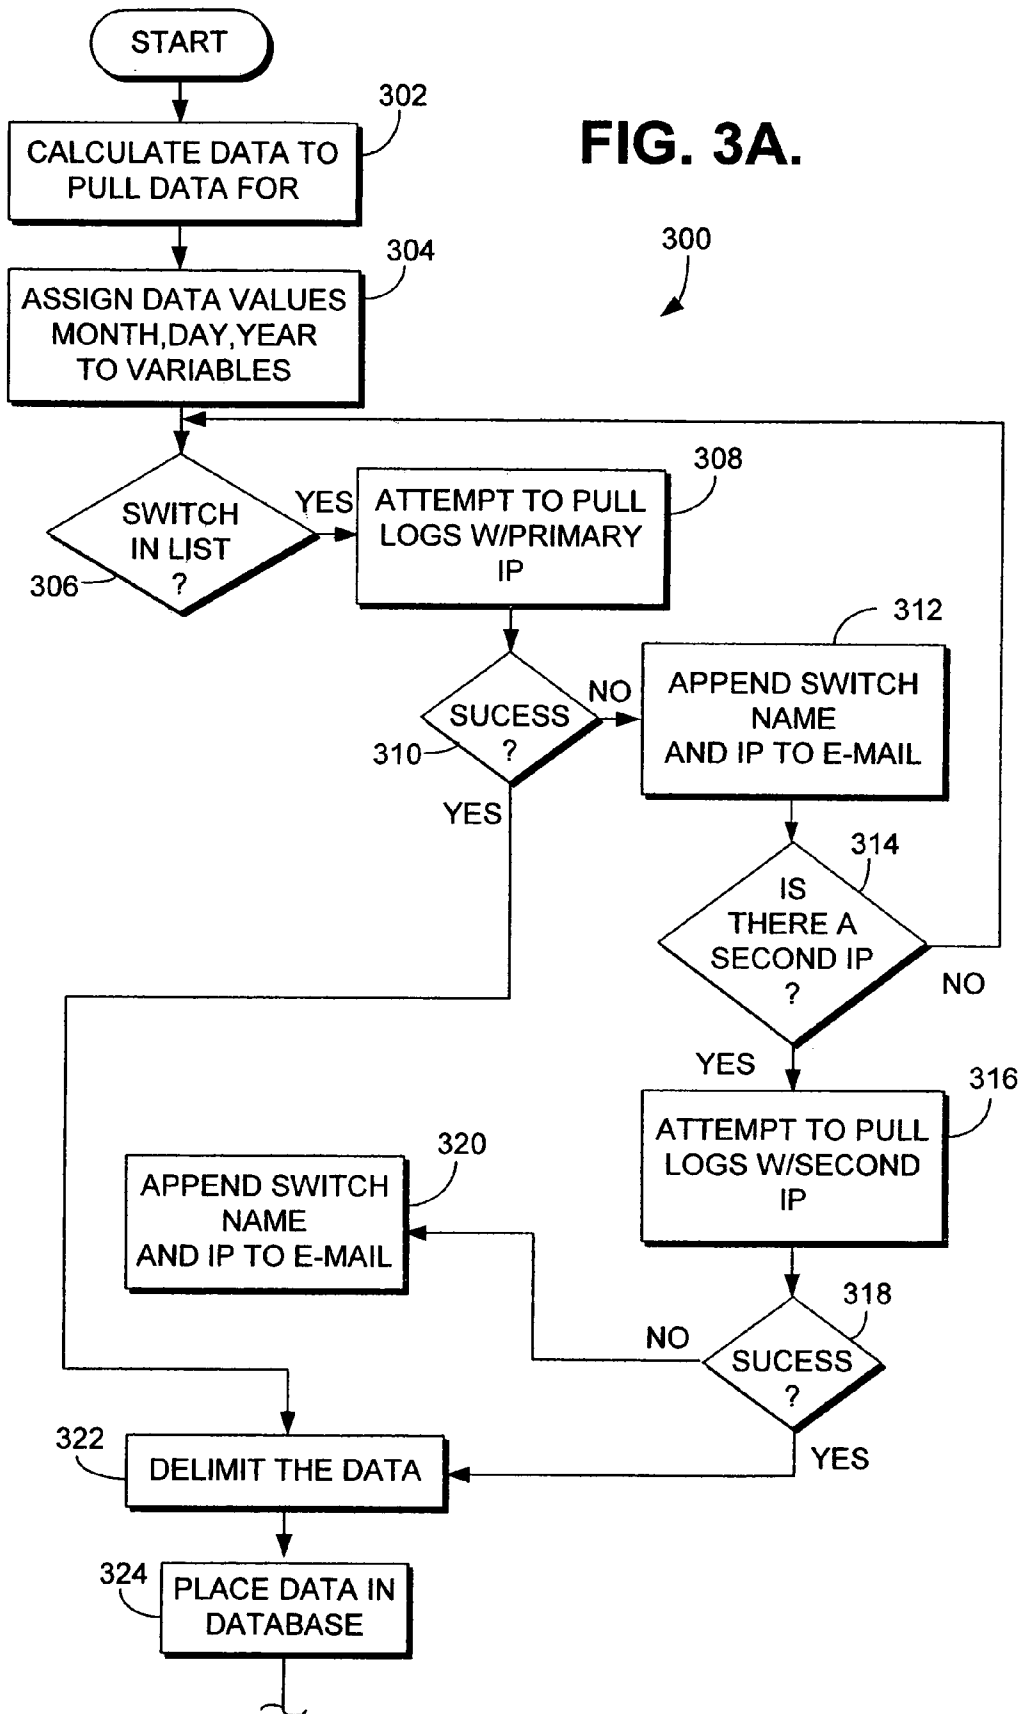 START
302
CALCULATE DATA TO
PULL DATA FOR
FIG. 3A.
300
304
ASSIGN DATA VALUES
MONTH,DAY,YEAR
TO VARIABLES
308
SWITCH
IN LIST
?
306
YES
ATTEMPT TO PULL
LOGS W/PRIMARY
IP
312
SUCESS
?
310
NO
YES
APPEND SWITCH
NAME
AND IP TO E-MAIL
314
IS
THERE A
SECOND IP
?
NO
YES
316
ATTEMPT TO PULL
LOGS W/SECOND
IP
320
APPEND SWITCH
NAME
AND IP TO E-MAIL
318
NO
SUCESS
?
YES
322
DELIMIT THE DATA
324
PLACE DATA IN
DATABASE